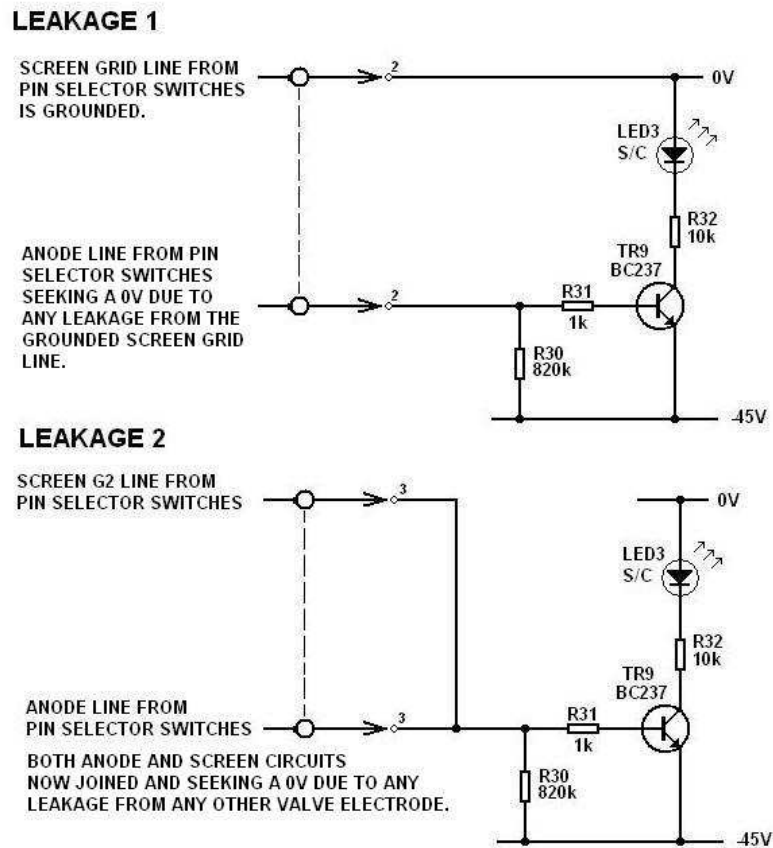 LEAKAGE 1
SCREEN GRID LINE FROM
PIN SELECTOR SWITCHES
IS GROUNDED.
2
0V
LED3
S/C
R32
10k
ANODE LINE FROM PIN
SELECTOR SWITCHES
SEEKING A 0V DUE TO
ANY LEAKAGE FROM THE
GROUNDED SCREEN GRID
LINE.
2
R31
1k
TR9
BC237
R30
820k
-45V
LEAKAGE 2
SCREEN G2 LINE FROM
PIN SELECTOR SWITCHES
3
0V
LED3
S/C
R32
10k
ANODE LINE FROM
PIN SELECTOR SWITCHES
3
R31
1k
TR9
BC237
BOTH ANODE AND SCREEN CIRCUITS
NOW JOINED AND SEEKING A 0V DUE TO ANY
LEAKAGE FROM ANY OTHER VALVE ELECTRODE.
R30
820k
-45V